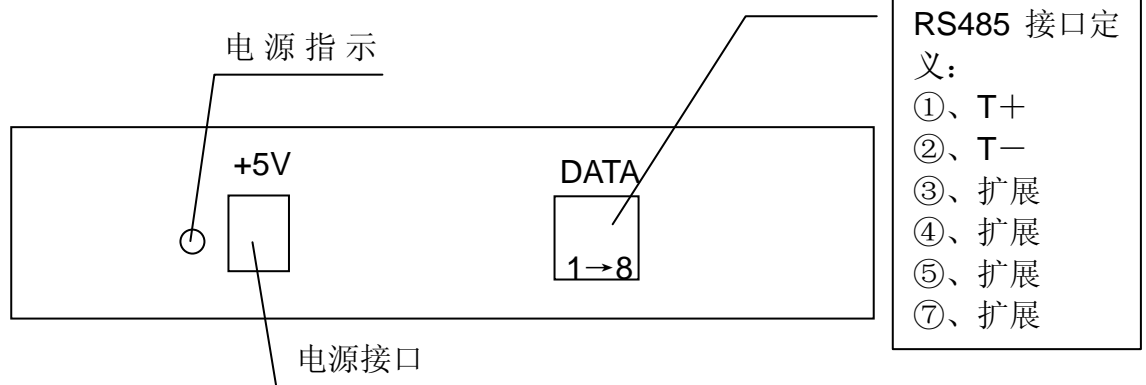 电源指示
+5V
DATA
1→8
电源接口
RS485 接口定
义：
①、T＋
②、T－
③、扩展
④、扩展
⑤、扩展
⑦、扩展